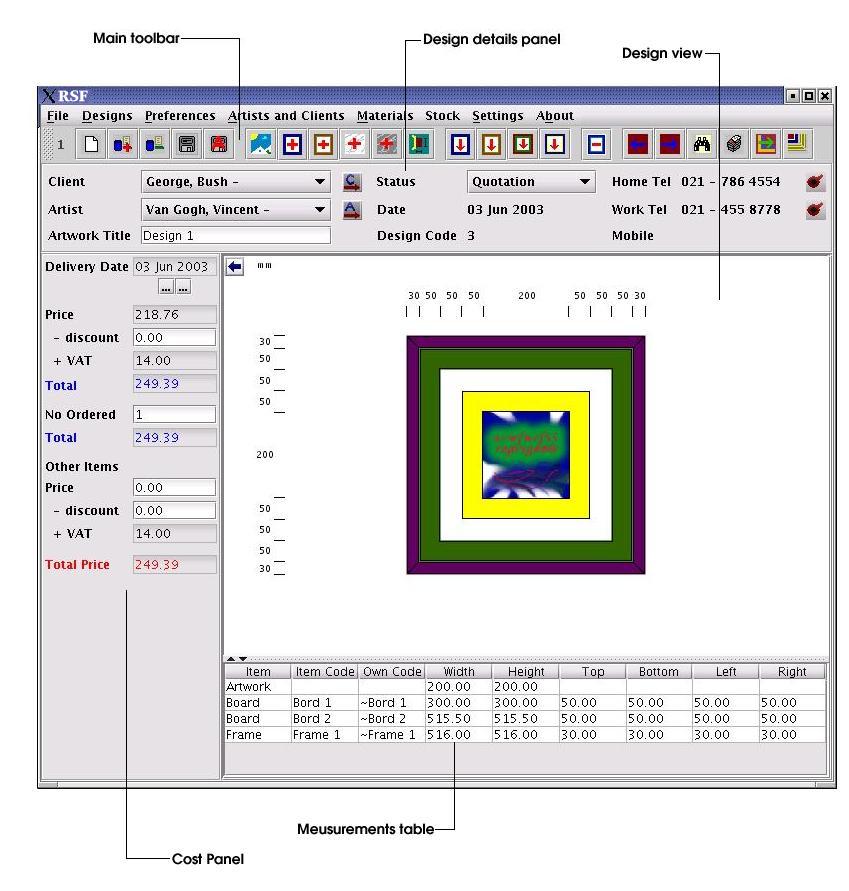 Main toolbar
Design details panel
Design view
X RSF
File Designs Preferences Artists and Clients Materials Stock Settings About
1
Client George, Bush - C Status Quotation Home Tel 021 - 786 4554
Artist Van Gogh, Vincent - A Date 03 Jun 2003 Work Tel 021 - 455 8778
Artwork Title Design 1 Design Code 3 Mobile
Delivery Date 03 Jun 2003
... ...
Price 218.76
- discount 0.00
+ VAT 14.00
Total 249.39
No Ordered 1
Total 249.39
Other Items
Price 0.00
- discount 0.00
+ VAT 14.00
Total Price 249.39
mm
30 50 50 50 200 50 50 50 30
30
50
50
50
200
50
50
50
30
Item Item Code Own Code Width Height Top Bottom Left Right
Artwork 200.00 200.00
Board Bord 1 ~Bord 1 300.00 300.00 50.00 50.00 50.00 50.00
Board Bord 2 ~Bord 2 515.50 515.50 50.00 50.00 50.00 50.00
Frame Frame 1 ~Frame 1 516.00 516.00 30.00 30.00 30.00 30.00
Meusurements table
Cost Panel